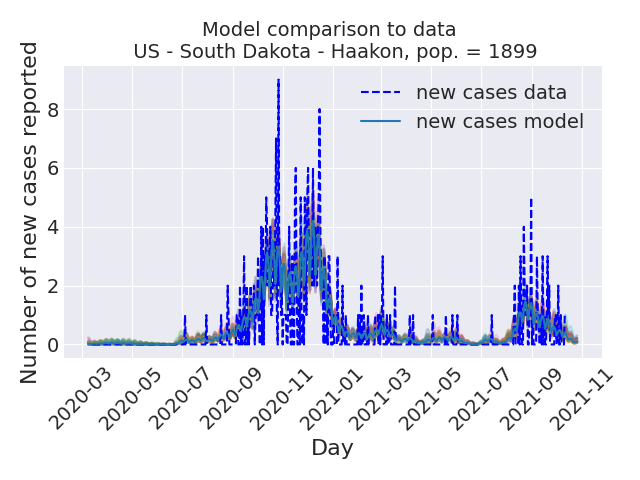 Model comparison to data
US - South Dakota - Haakon, pop. = 1899
Number of new cases reported
8
6
4
2
0
new cases data
new cases model
2020-03
2020-05
2020-07
2020-09
2020-11
2021-01
2021-03
2021-05
2021-07
2021-09
2021-11
Day